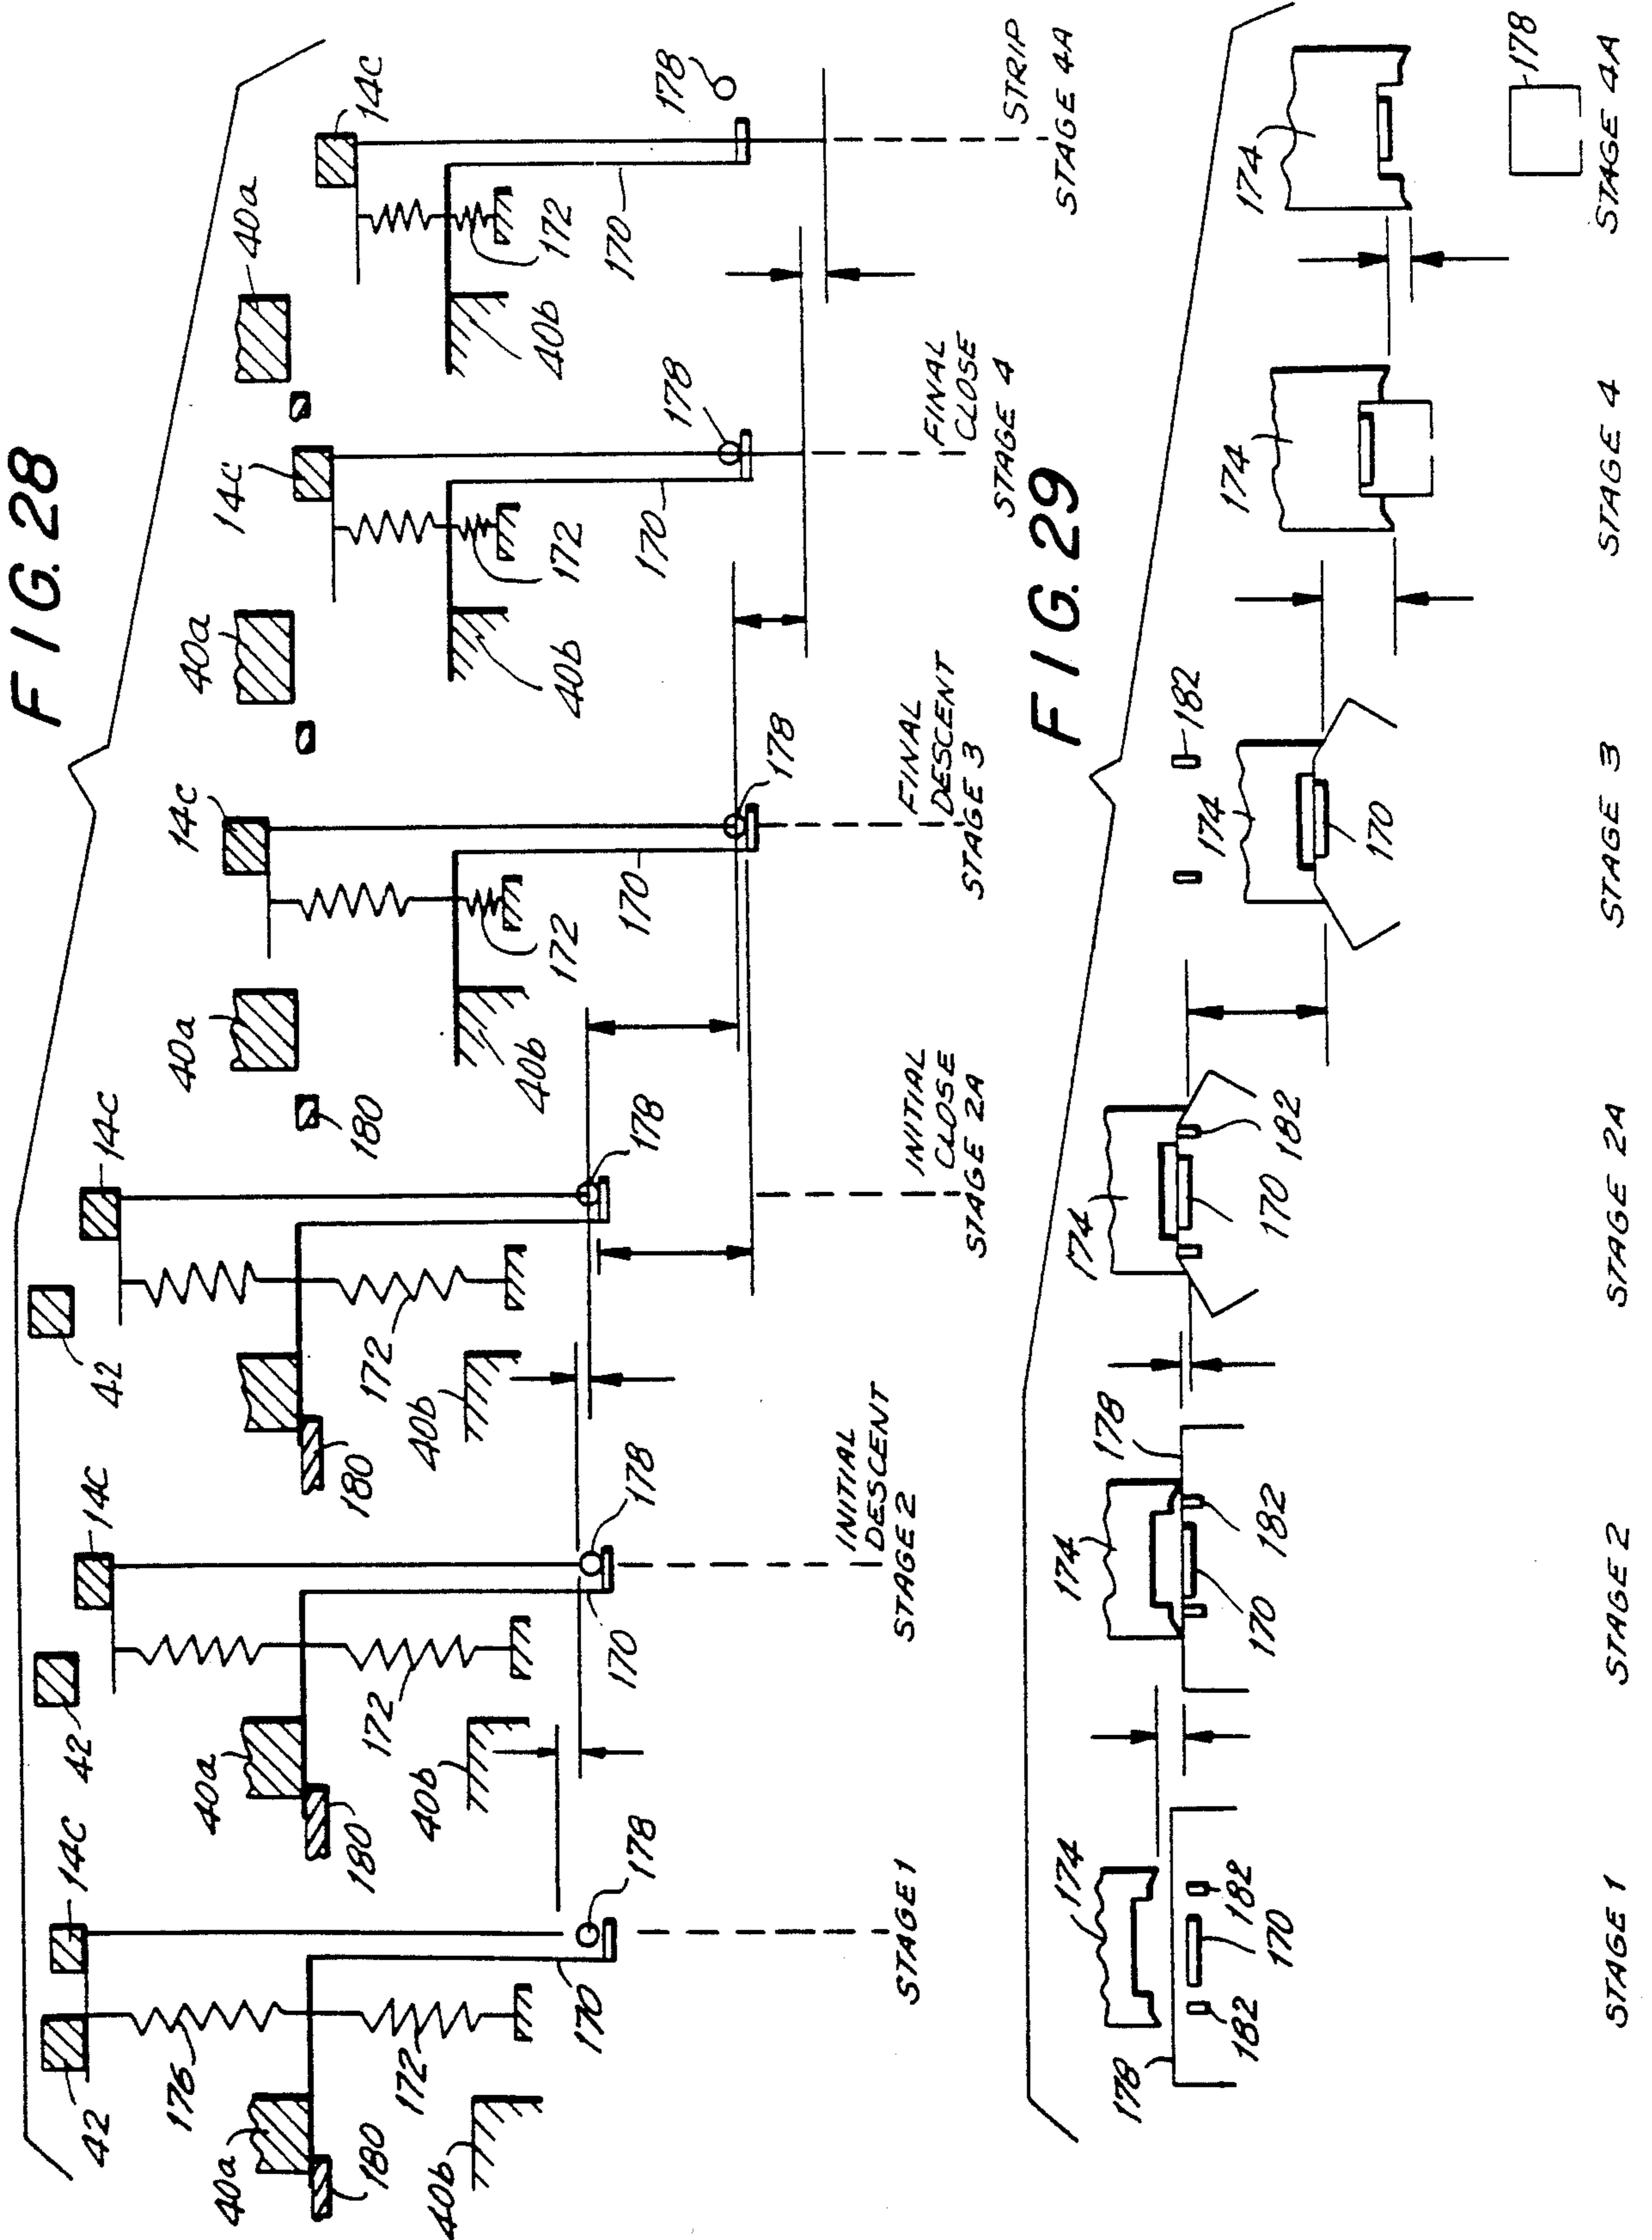 FIG. 28
42
14C
176
40a
172
180
40b
170
178
STAGE 1
42
14C
40a
172
180
40b
170
178
INITIAL
DESCENT
STAGE 2
42
14C
172
180
40b
178
INITIAL
CLOSE
STAGE 2A
180
40a
14C
172
40b
170
178
FINAL
DESCENT
STAGE 3
40a
14C
172
40b
170
178
FINAL
CLOSE
STAGE 4
40a
14C
172
40b
170
178
STRIP
STAGE 4A
FIG. 29
174
178
182
170
182
STAGE 1
174
178
182
170
STAGE 2
174
182
170
STAGE 2A
182
174
170
STAGE 3
174
STAGE 4
174
178
STAGE 4A